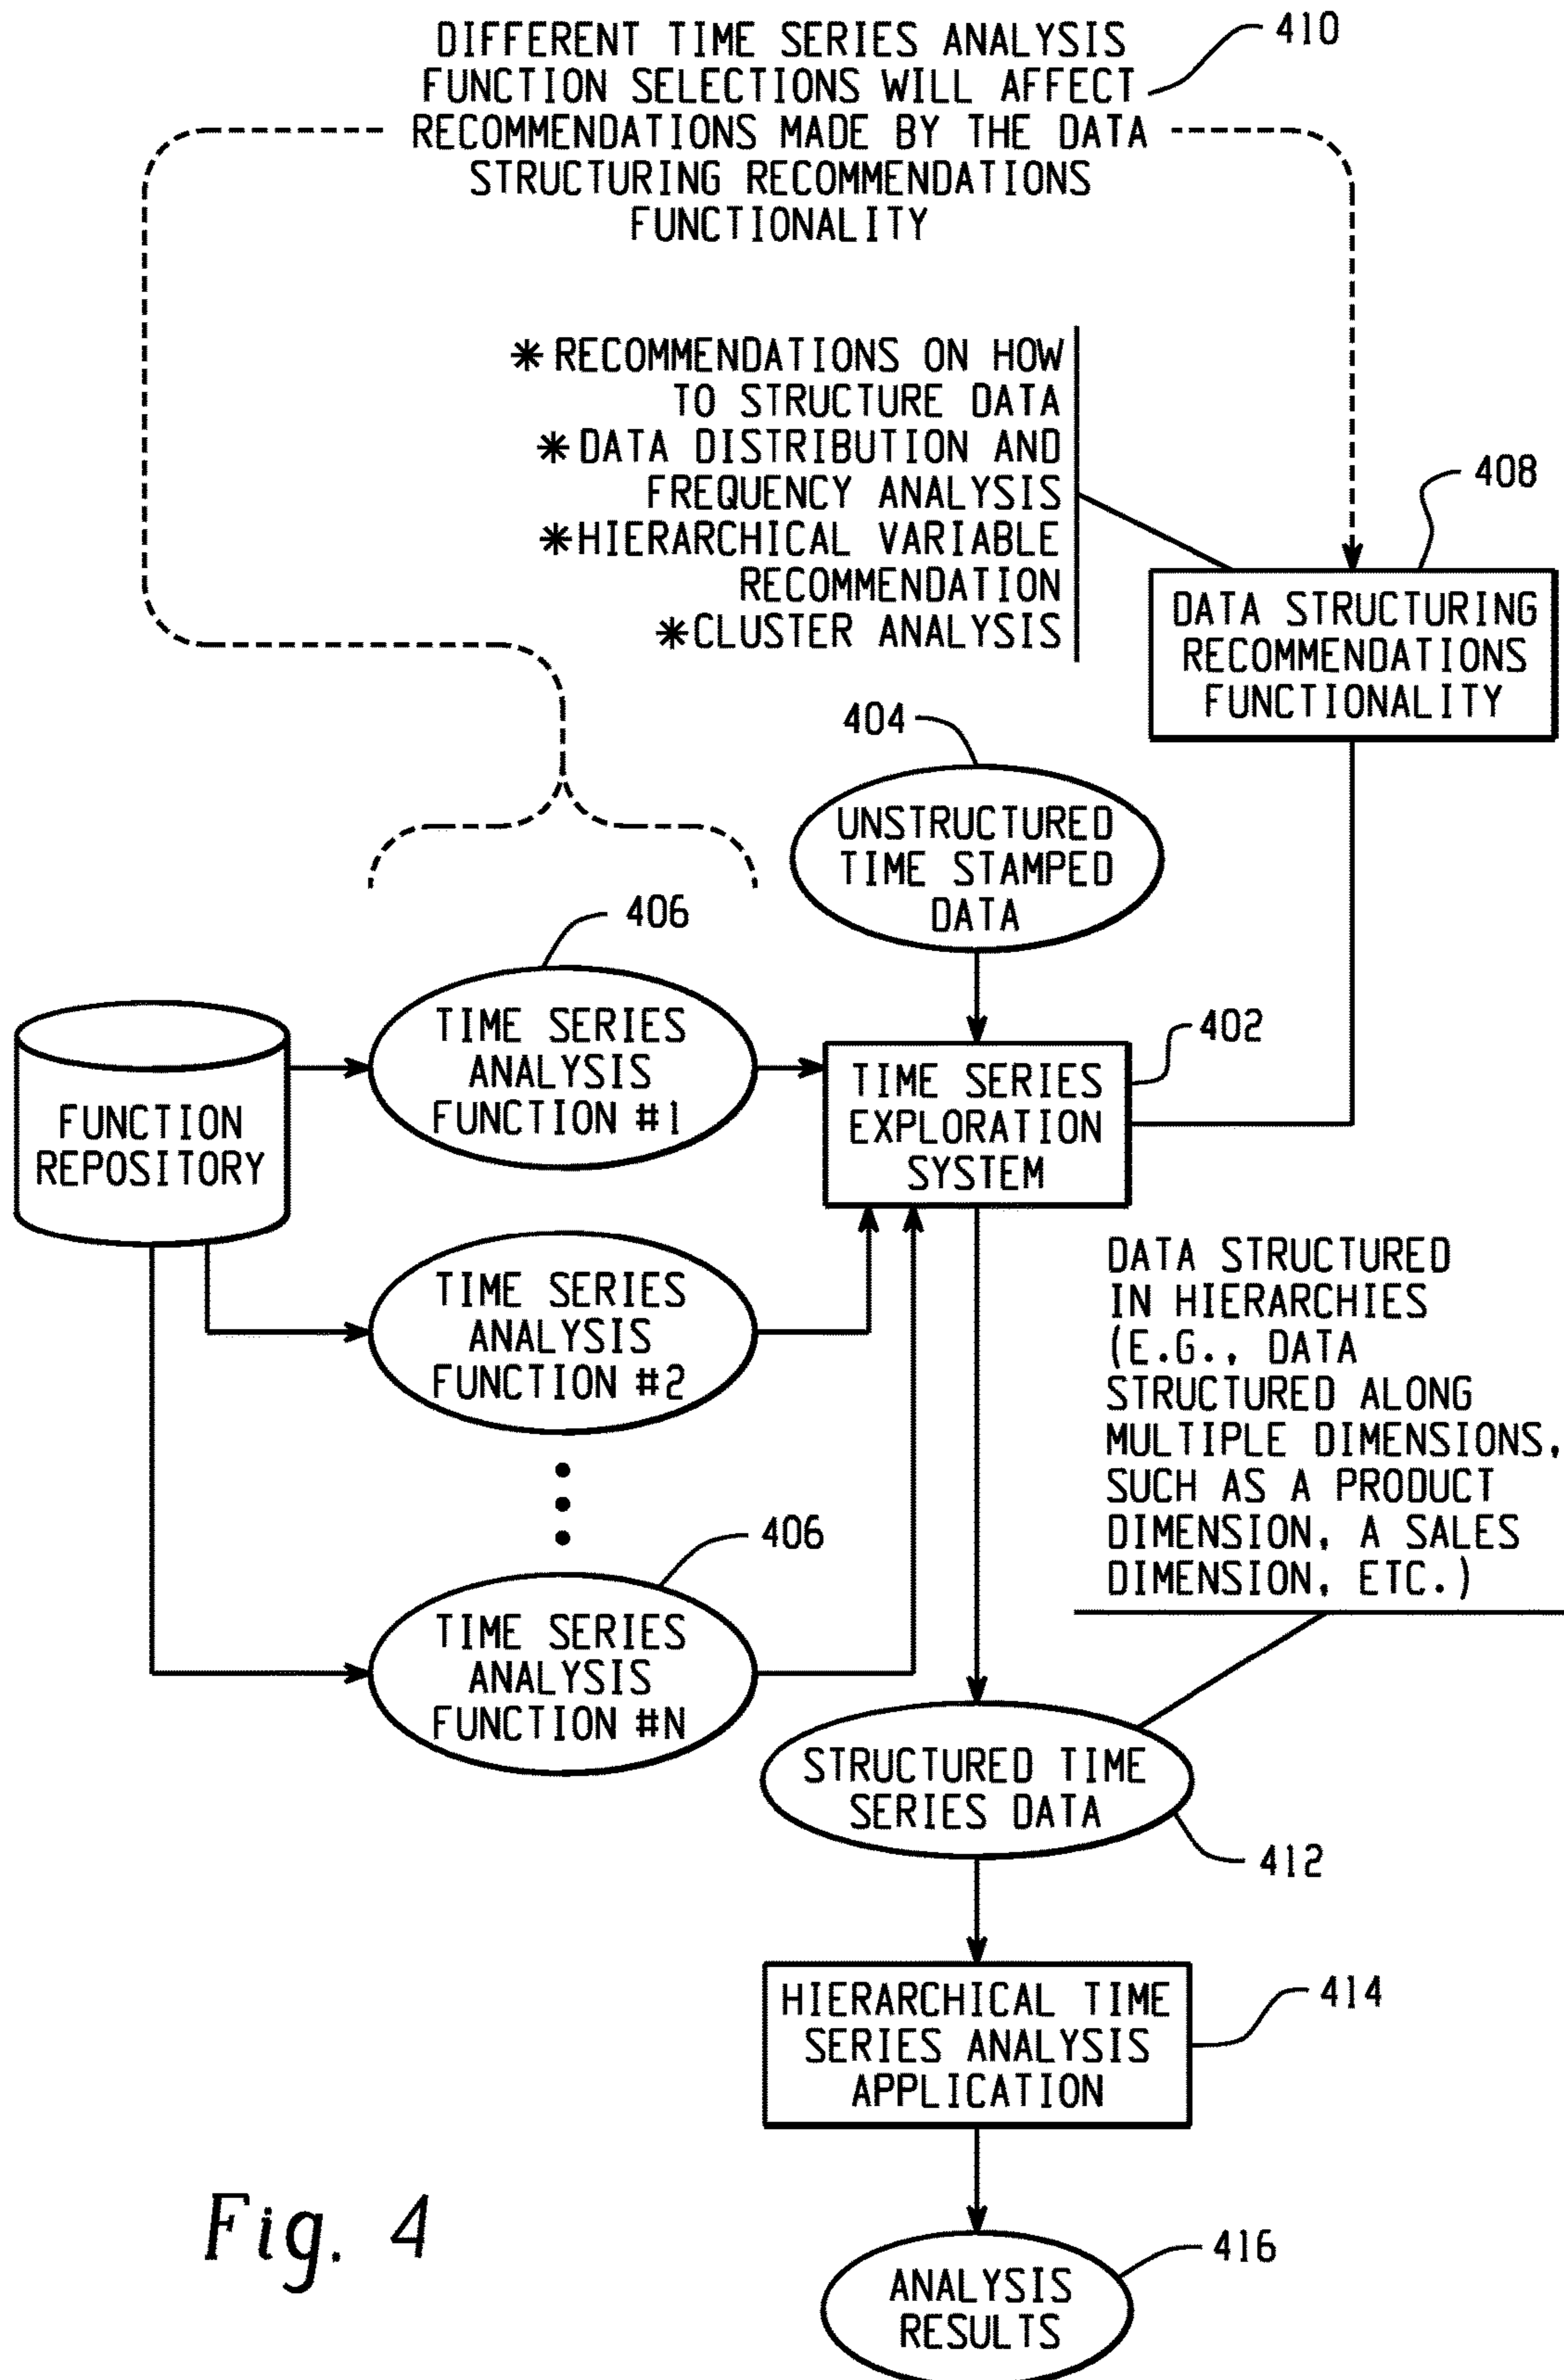 DIFFERENT TIME SERIES ANALYSIS
FUNCTION SELECTIONS WILL AFFECT
RECOMMENDATIONS MADE BY THE DATA
STRUCTURING RECOMMENDATIONS
FUNCTIONALITY
410
* RECOMMENDATIONS ON HOW
TO STRUCTURE DATA
* DATA DISTRIBUTION AND
FREQUENCY ANALYSIS
* HIERARCHICAL VARIABLE
RECOMMENDATION
* CLUSTER ANALYSIS
408
DATA STRUCTURING
RECOMMENDATIONS
FUNCTIONALITY
404
UNSTRUCTURED
TIME STAMPED
DATA
406
TIME SERIES
ANALYSIS
FUNCTION #1
402
TIME SERIES
EXPLORATION
SYSTEM
FUNCTION
REPOSITORY
TIME SERIES
ANALYSIS
FUNCTION #2
DATA STRUCTURED
IN HIERARCHIES
(E.G., DATA
STRUCTURED ALONG
MULTIPLE DIMENSIONS,
SUCH AS A PRODUCT
DIMENSION, A SALES
DIMENSION, ETC.)
406
TIME SERIES
ANALYSIS
FUNCTION #N
STRUCTURED TIME
SERIES DATA
412
HIERARCHICAL TIME
SERIES ANALYSIS
APPLICATION
414
Fig. 4
416
ANALYSIS
RESULTS